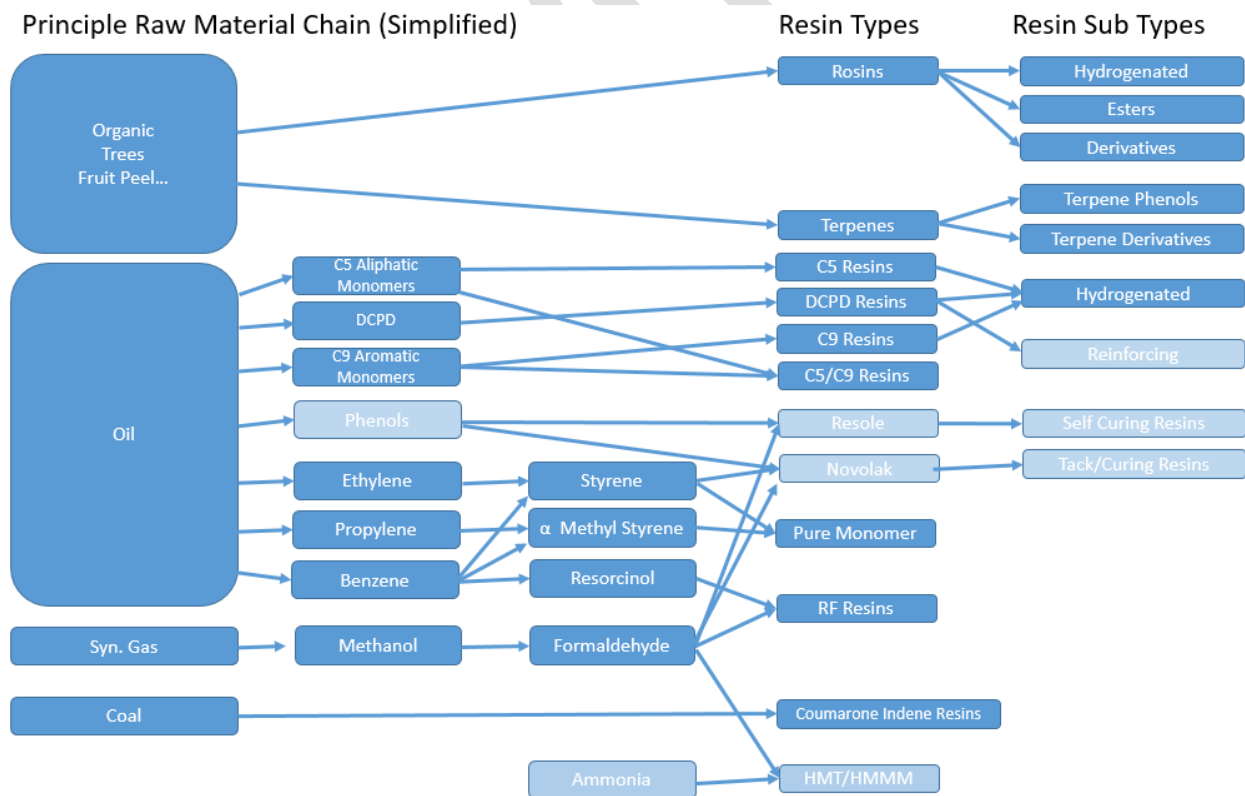 Principle Raw Material Chain (Simplified)
Resin Types
Resin Sub Types
Organic
Trees
Fruit Peel...
Rosins
Hydrogenated
Esters
Derivatives
Terpenes
Terpene Phenols
Terpene Derivatives
Oil
C5 Aliphatic
Monomers
DCPD
C9 Aromatic
Monomers
Phenols
Ethylene
Propylene
Benzene
Styrene
α Methyl Styrene
Resorcinol
C5 Resins
DCPD Resins
C9 Resins
C5/C9 Resins
Hydrogenated
Reinforcing
Resole
Self Curing Resins
Novolak
Tack/Curing Resins
Pure Monomer
RF Resins
Syn. Gas
Methanol
Formaldehyde
Coal
Coumarone Indene Resins
Ammonia
HMT/HMMM